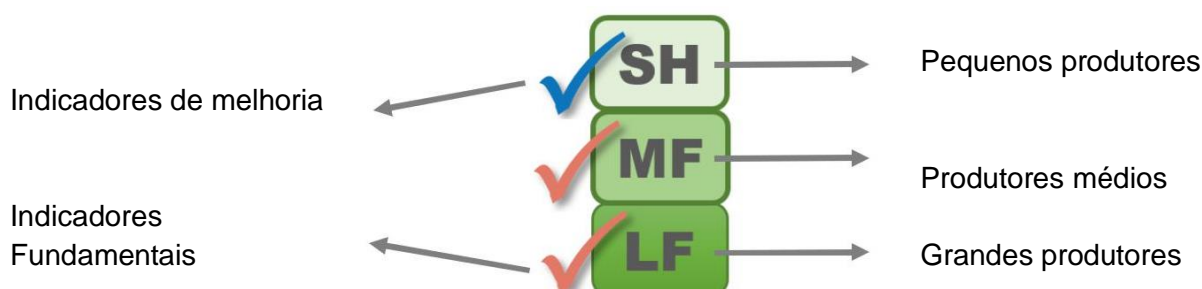 Indicadores de melhoria
Indicadores
Fundamentais
SH
MF
LF
Pequenos produtores
Produtores médios
Grandes produtores